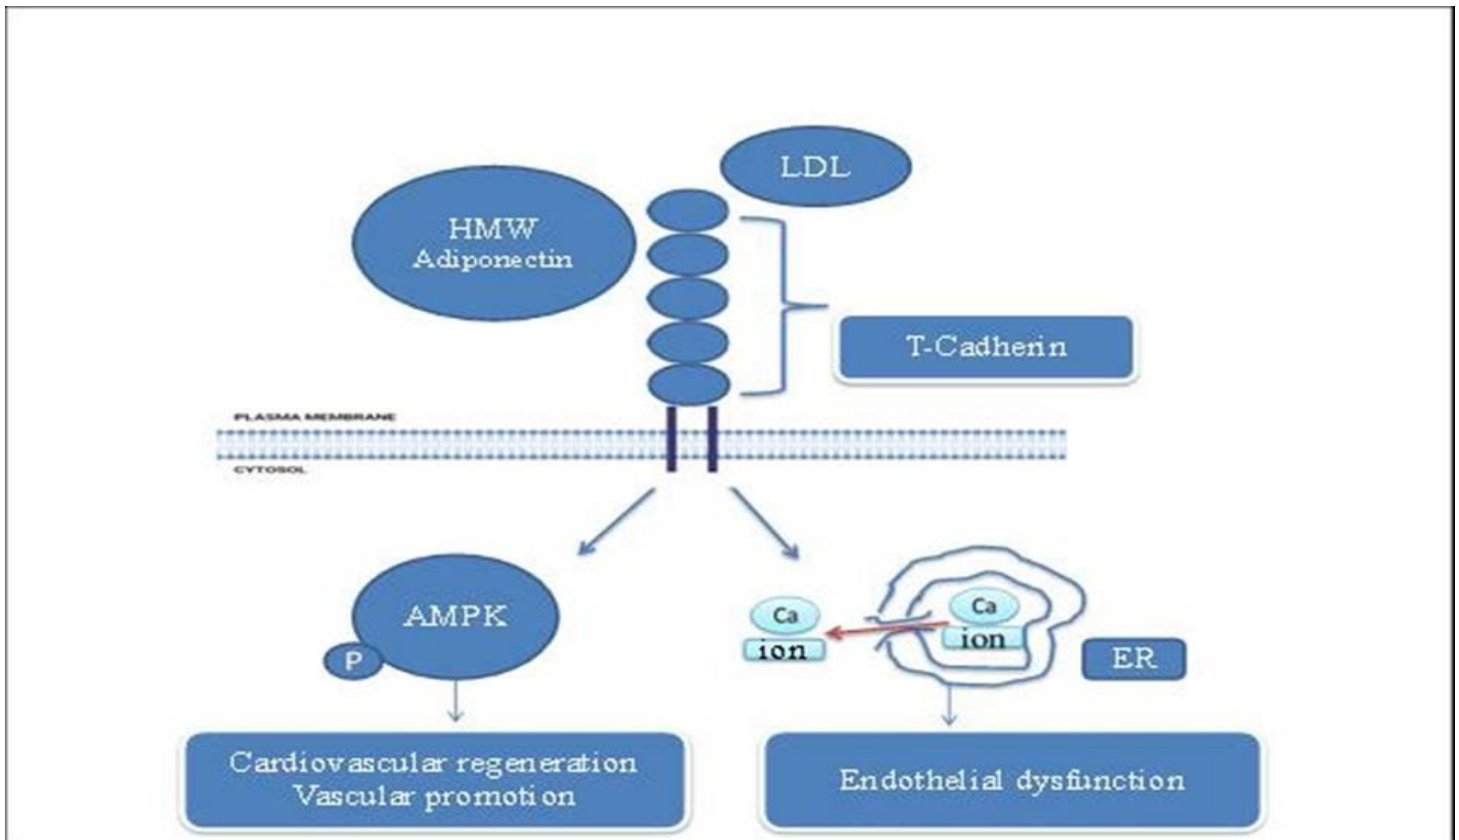 LDL
HMW
Adiponectin
T-Cadherin
PLASMA MEMBRANE
CYTOSOL
AMPK
P
Ca
ion
Ca
ion
ER
Cardiovascular regeneration
Vascular promotion
Endothelial dysfunction